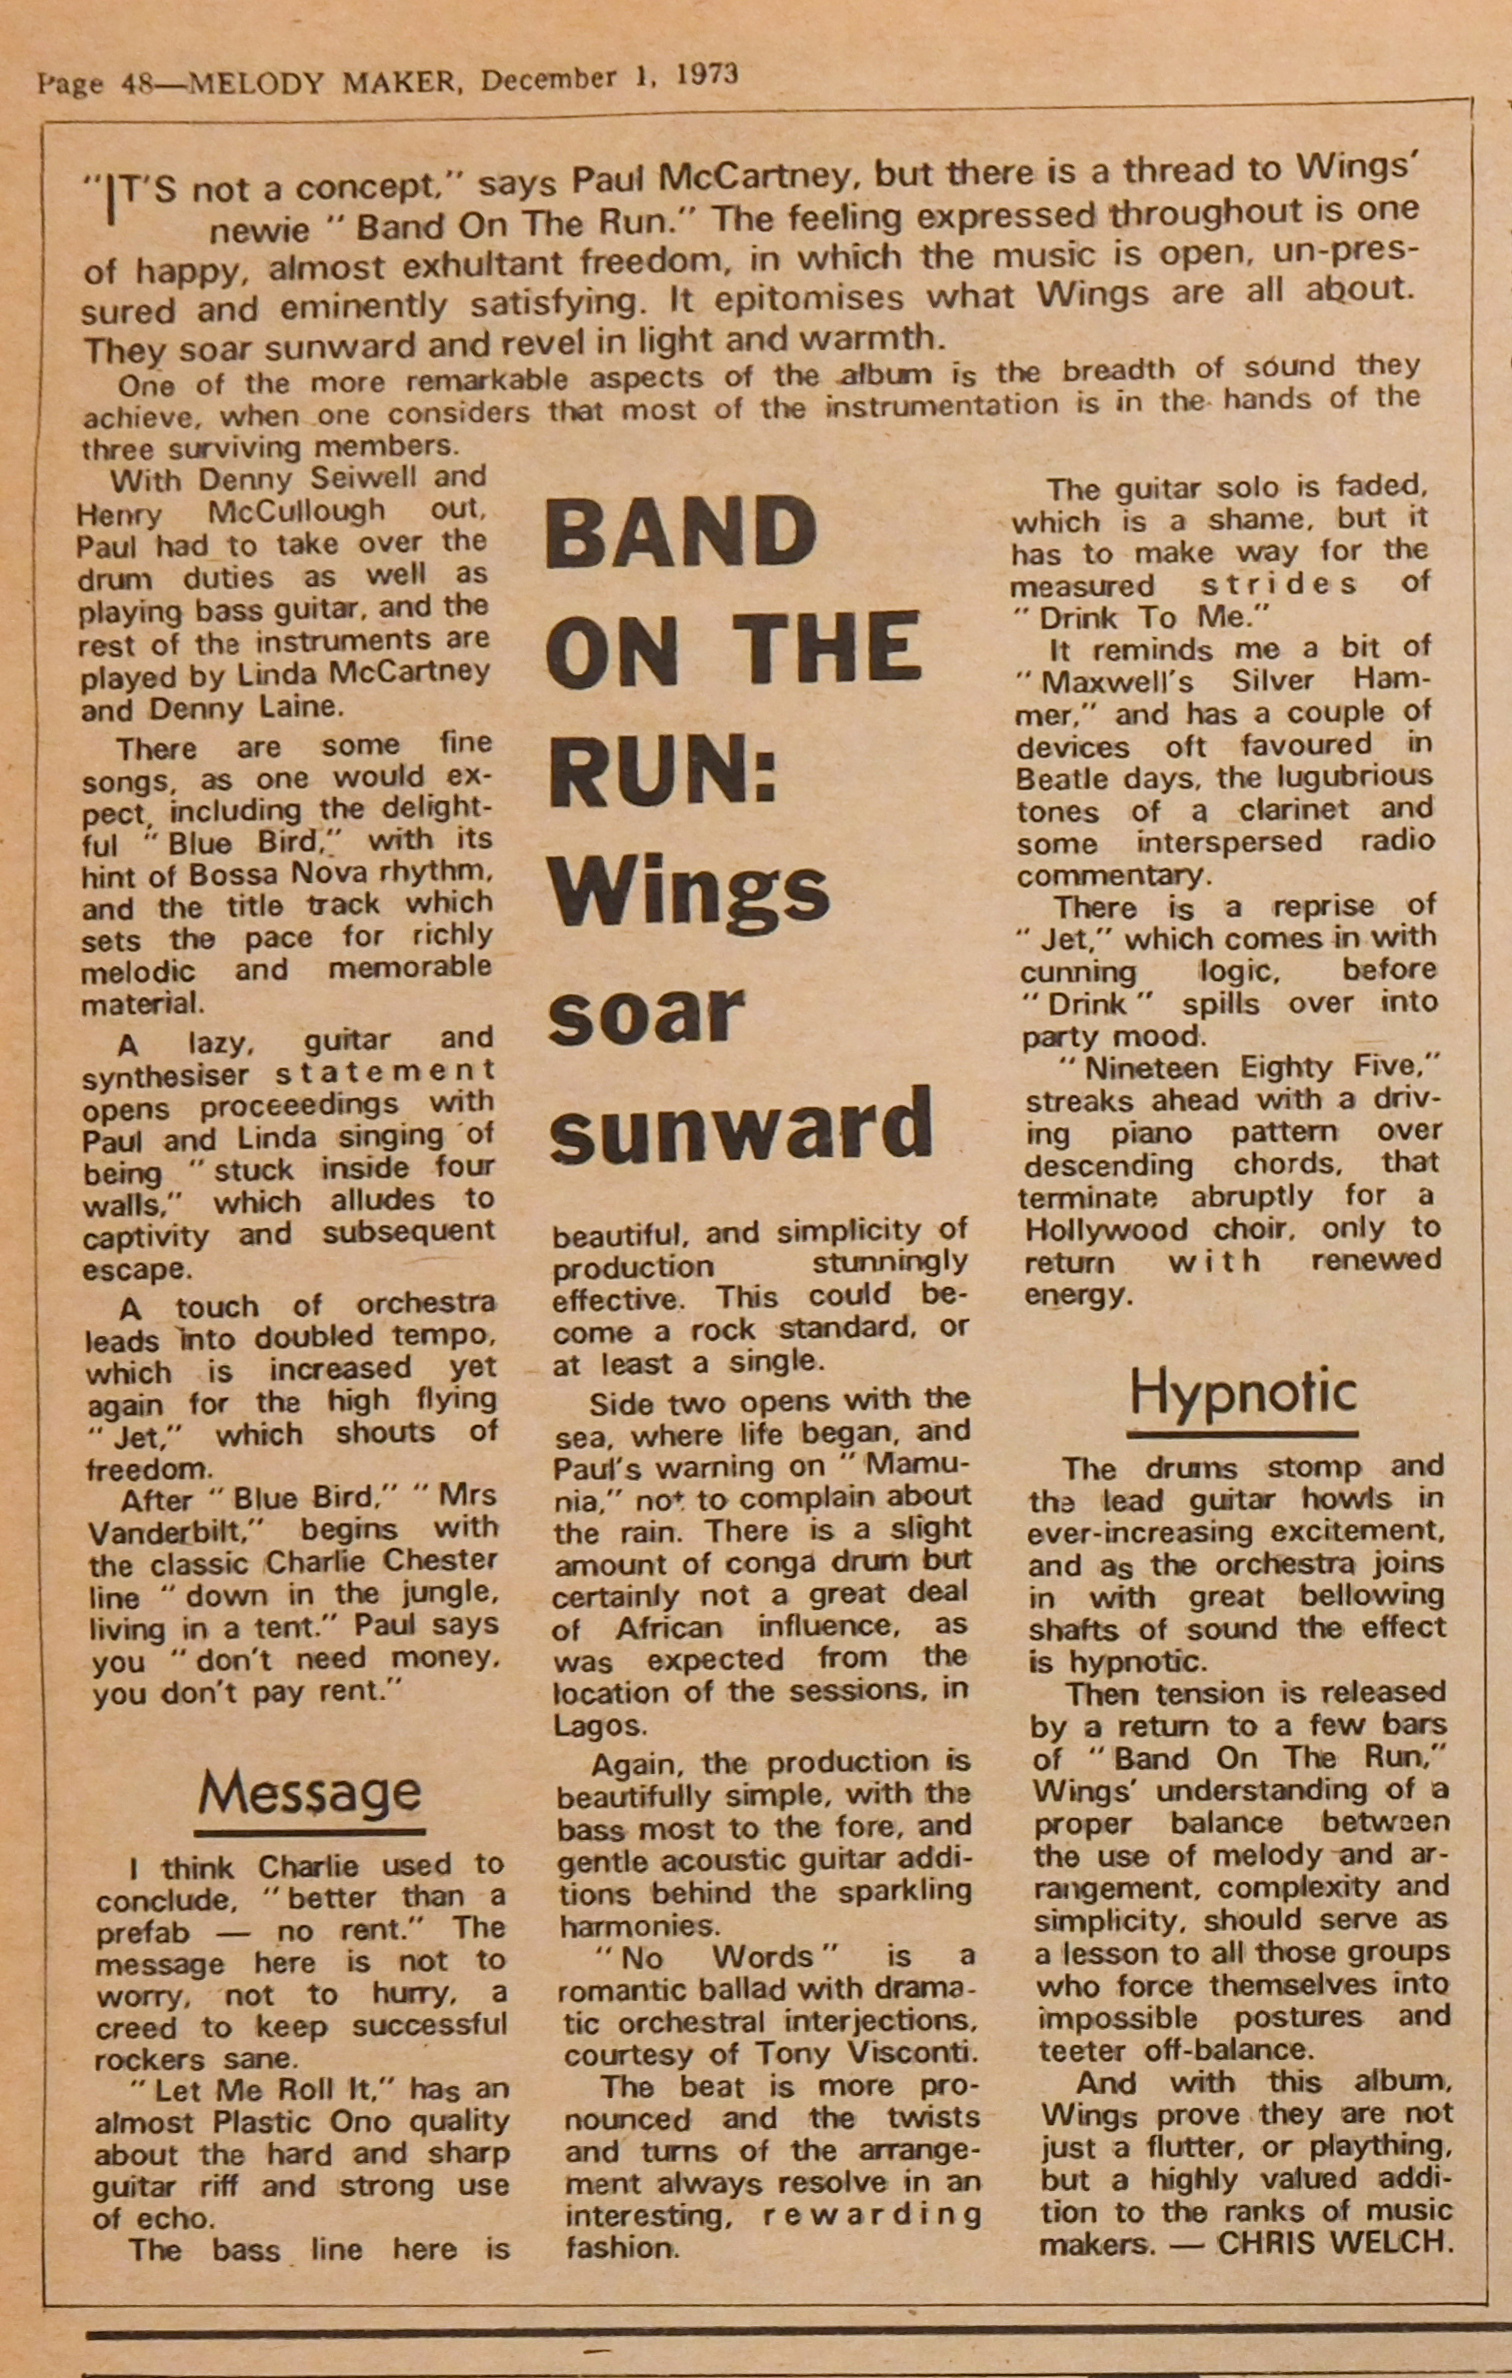 Page 48—MELODY MAKER, December 1, 1973
"IT'S not a concept," says Paul McCartney, but there is a thread to Wings'
newie "Band On The Run." The feeling expressed throughout is one
of happy, almost exhultant freedom, in which the music is open, un-pres-
sured and eminently satisfying. It epitomises what Wings are all about.
They soar sunward and revel in light and warmth.
One of the more remarkable aspects of the album is the breadth of sound they
achieve, when one considers that most of the instrumentation is in the hands of the
three surviving members.
With Denny Seiwell and
Henry McCullough out,
Paul had to take over the
drum duties as well as
playing bass guitar, and the
rest of the instruments are
played by Linda McCartney
and Denny Laine.
There are some fine
songs, as one would ex-
pect, including the delight-
ful "Blue Bird," with its
hint of Bossa Nova rhythm,
and the title track which
sets the pace for richly
melodic and memorable
material.
A lazy, guitar and
synthesiser statement
opens proceeedings with
Paul and Linda singing of
being "stuck inside four
walls," which alludes to
captivity and subsequent
escape.
A touch of orchestra
leads into doubled tempo,
which is increased yet
again for the high flying
"Jet," which shouts of
freedom.
After "Blue Bird," "Mrs
Vanderbilt," begins with
the classic Charlie Chester
line "down in the jungle,
living in a tent." Paul says
you "don't need money,
you don't pay rent."
Message
I think Charlie used to
conclude, "better than a
prefab — no rent." The
message here is not to
worry, not to hurry, a
creed to keep successful
rockers sane.
"Let Me Roll It," has an
almost Plastic Ono quality
about the hard and sharp
guitar riff and strong use
of echo.
The bass line here is
BAND
ON THE
RUN:
Wings
soar
sunward
beautiful, and simplicity of
production stunningly
effective. This could be-
come a rock standard, or
at least a single.
Side two opens with the
sea, where life began, and
Paul's warning on "Mamu-
nia," not to complain about
the rain. There is a slight
amount of conga drum but
certainly not a great deal
of African influence, as
was expected from the
location of the sessions, in
Lagos.
Again, the production is
beautifully simple, with the
bass most to the fore, and
gentle acoustic guitar addi-
tions behind the sparkling
harmonies.
"No Words" is a
romantic ballad with drama-
tic orchestral interjections,
courtesy of Tony Visconti.
The beat is more pro-
nounced and the twists
and turns of the arrange-
ment always resolve in an
interesting, rewarding
fashion.
The guitar solo is faded,
which is a shame, but it
has to make way for the
measured strides of
"Drink To Me."
It reminds me a bit of
"Maxwell's Silver Ham-
mer," and has a couple of
devices oft favoured in
Beatle days, the lugubrious
tones of a clarinet and
some interspersed radio
commentary.
There is a reprise of
"Jet," which comes in with
cunning logic, before
"Drink" spills over into
party mood.
"Nineteen Eighty Five,"
streaks ahead with a driv-
ing piano pattern over
descending chords, that
terminate abruptly for a
Hollywood choir, only to
return with renewed
energy.
Hypnotic
The drums stomp and
the lead guitar howls in
ever-increasing excitement,
and as the orchestra joins
in with great bellowing
shafts of sound the effect
is hypnotic.
Then tension is released
by a return to a few bars
of "Band On The Run,"
Wings' understanding of a
proper balance between
the use of melody and ar-
rangement, complexity and
simplicity, should serve as
a lesson to all those groups
who force themselves into
impossible postures and
teeter off-balance.
And with this album,
Wings prove they are not
just a flutter, or plaything,
but a highly valued addi-
tion to the ranks of music
makers. — CHRIS WELCH.